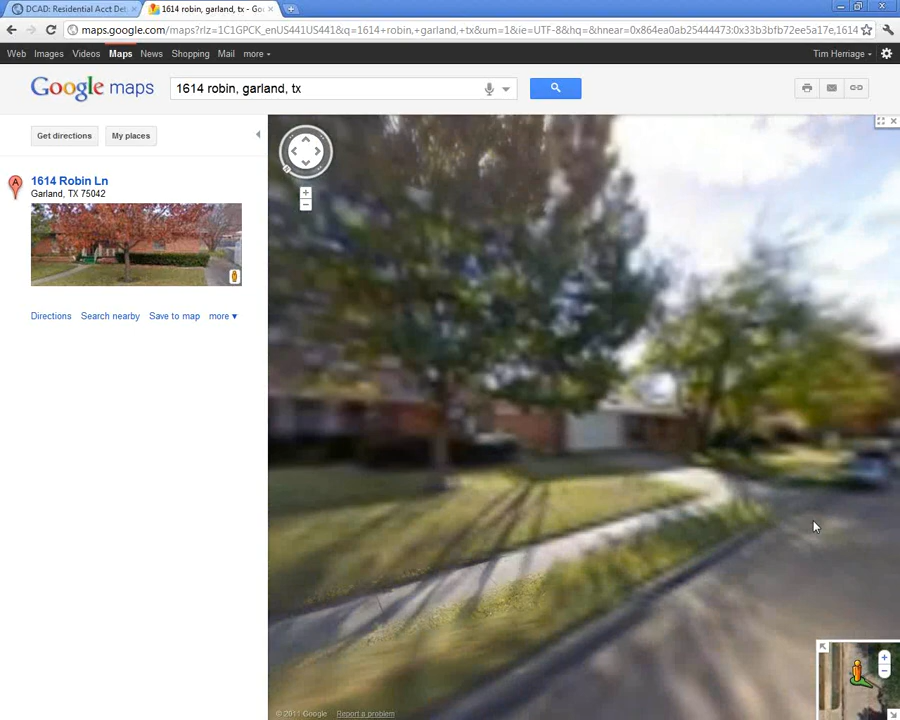 DCAD: Residential Acct Det
1614 robin, garland, tx - Go
maps.google.com/maps?rlz=1C1GPCK_enUS441US441&q=1614+robin,+garland,+tx&um=1&ie=UTF-8&hq=&hnear=0x864ea0ab25444473:0x33b3bfb72ee5a17e,1614
Web Images Videos Maps News Shopping Mail more
Tim Herriage
Google maps
1614 robin, garland, tx
Get directions
My places
A
1614 Robin Ln
Garland, TX 75042
Directions Search nearby Save to map more
N
© 2011 Google Report a problem